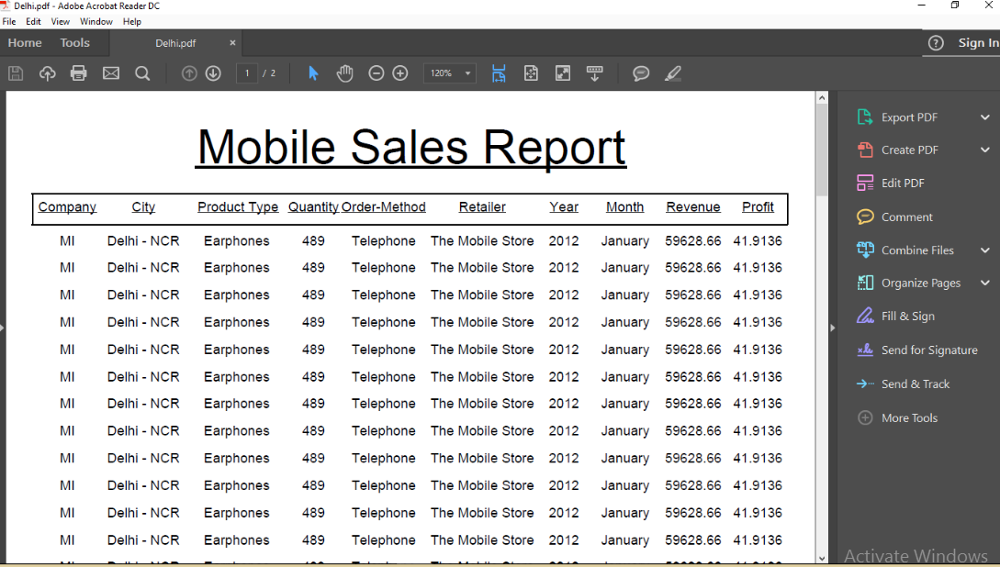 Delhi.pdf - Adobe Acrobat Reader DC
File Edit View Window Help
Home Tools Delhi.pdf × ? Sign In
1 / 2 120%
Mobile Sales Report
Company City Product Type Quantity Order-Method Retailer Year Month Revenue Profit
MI Delhi - NCR Earphones 489 Telephone The Mobile Store 2012 January 59628.66 41.9136
MI Delhi - NCR Earphones 489 Telephone The Mobile Store 2012 January 59628.66 41.9136
MI Delhi - NCR Earphones 489 Telephone The Mobile Store 2012 January 59628.66 41.9136
MI Delhi - NCR Earphones 489 Telephone The Mobile Store 2012 January 59628.66 41.9136
MI Delhi - NCR Earphones 489 Telephone The Mobile Store 2012 January 59628.66 41.9136
MI Delhi - NCR Earphones 489 Telephone The Mobile Store 2012 January 59628.66 41.9136
MI Delhi - NCR Earphones 489 Telephone The Mobile Store 2012 January 59628.66 41.9136
MI Delhi - NCR Earphones 489 Telephone The Mobile Store 2012 January 59628.66 41.9136
MI Delhi - NCR Earphones 489 Telephone The Mobile Store 2012 January 59628.66 41.9136
MI Delhi - NCR Earphones 489 Telephone The Mobile Store 2012 January 59628.66 41.9136
MI Delhi - NCR Earphones 489 Telephone The Mobile Store 2012 January 59628.66 41.9136
MI Delhi - NCR Earphones 489 Telephone The Mobile Store 2012 January 59628.66 41.9136
Export PDF
Create PDF
Edit PDF
Comment
Combine Files
Organize Pages
Fill & Sign
Send for Signature
Send & Track
More Tools
Activate Windows